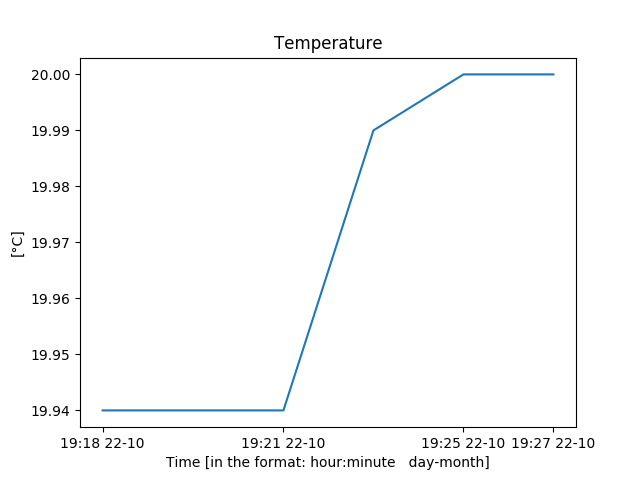 Temperature
20.00
19.99
19.98
19.97
19.96
19.95
19.94
[°C]
19:18 22-10 19:21 22-10 19:25 22-10 19:27 22-10
Time [in the format: hour:minute   day-month]